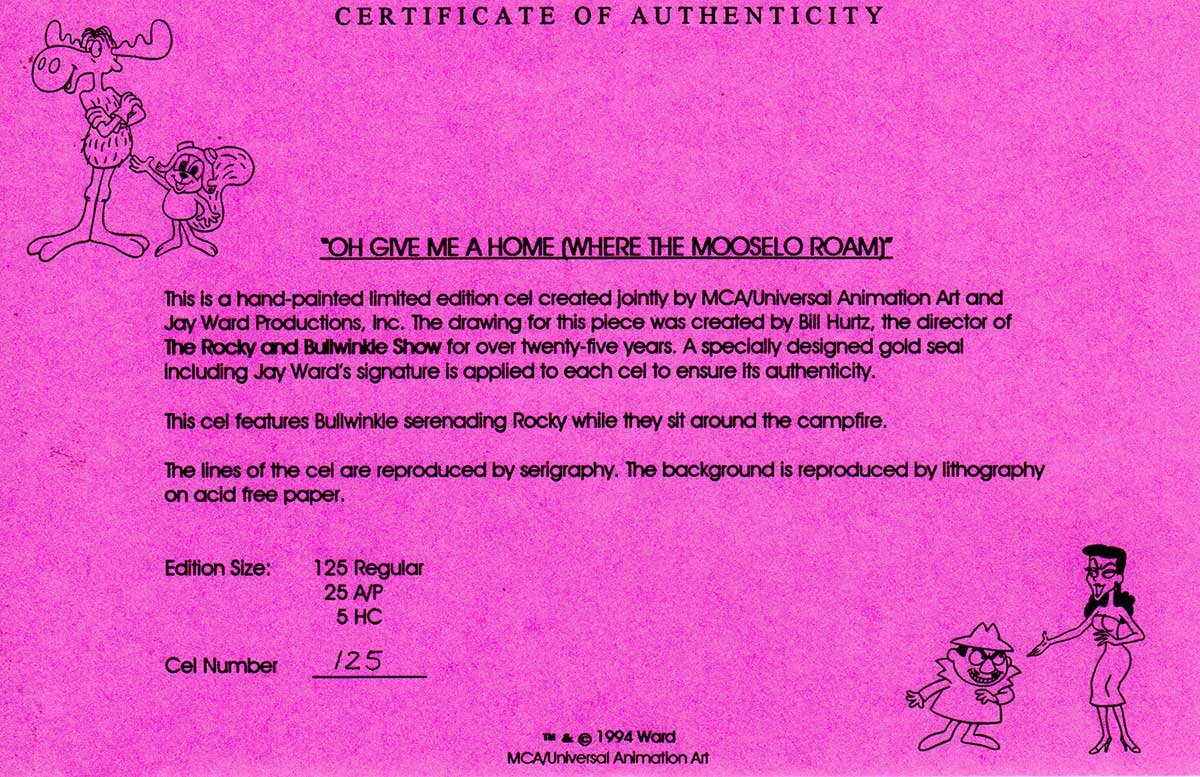 CERTIFICATE OF AUTHENTICITY
"OH GIVE ME A HOME (WHERE THE MOOSELO ROAM)"
This is a hand-painted limited edition cel created jointly by MCA/Universal Animation Art and
Jay Ward Productions, Inc. The drawing for this piece was created by Bill Hurtz, the director of
The Rocky and Bullwinkle Show for over twenty-five years. A specially designed gold seal
including Jay Ward's signature is applied to each cel to ensure its authenticity.
This cel features Bullwinkle serenading Rocky while they sit around the campfire.
The lines of the cel are reproduced by serigraphy. The background is reproduced by lithography
on acid free paper.
Edition Size: 125 Regular
25 A/P
5 HC
Cel Number 125
™ & © 1994 Ward
MCA/Universal Animation Art